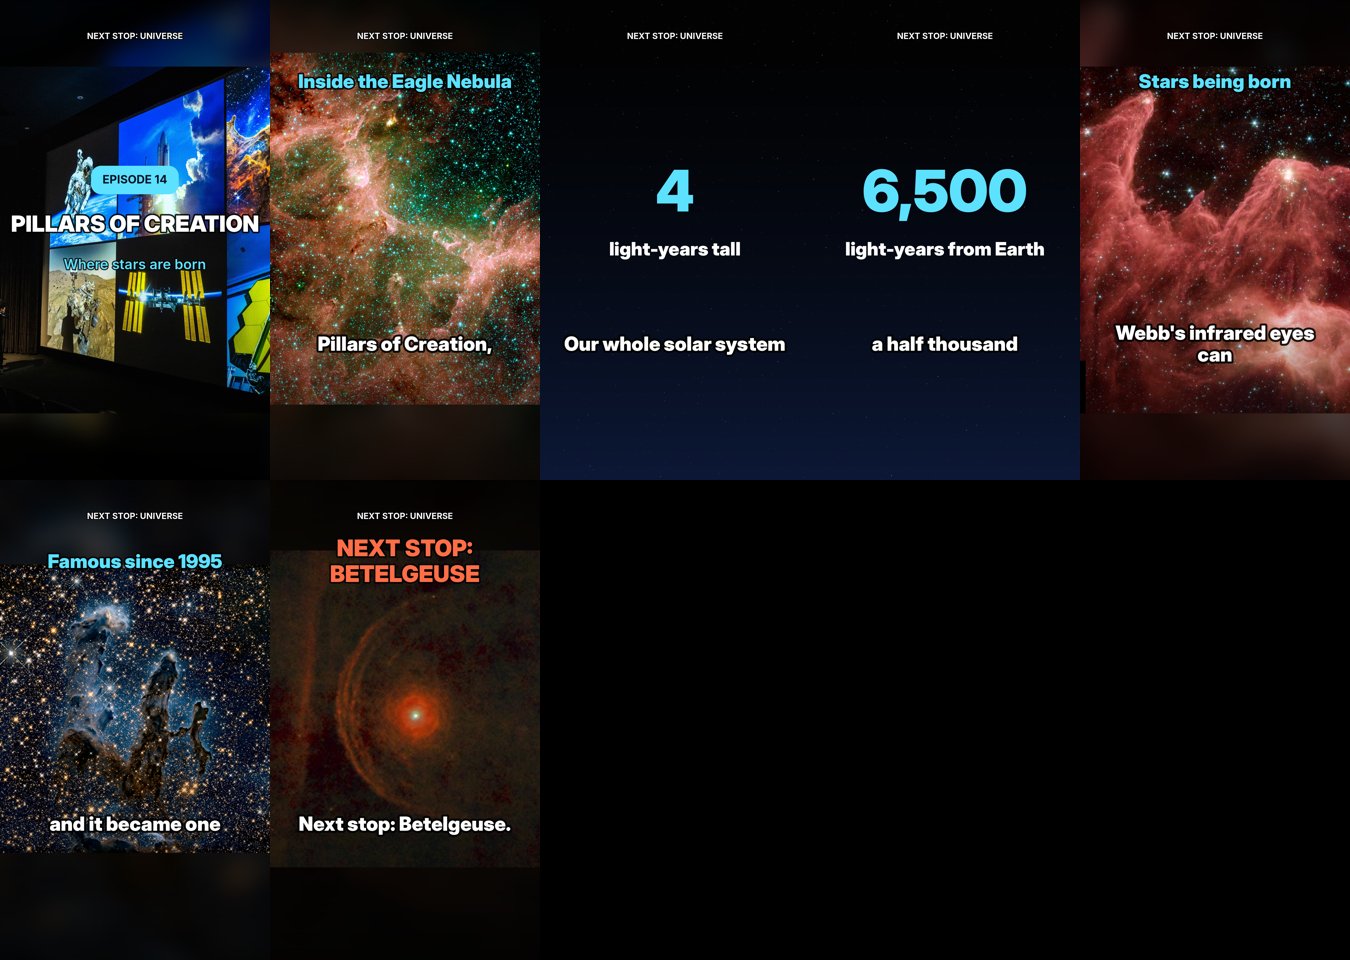 NEXT STOP: UNIVERSE
EPISODE 14
PILLARS OF CREATION
Where stars are born
NEXT STOP: UNIVERSE
Inside the Eagle Nebula
Pillars of Creation,
NEXT STOP: UNIVERSE
4
light-years tall
Our whole solar system
NEXT STOP: UNIVERSE
6,500
light-years from Earth
a half thousand
NEXT STOP: UNIVERSE
Stars being born
Webb's infrared eyes
can
NEXT STOP: UNIVERSE
Famous since 1995
and it became one
NEXT STOP: UNIVERSE
NEXT STOP:
BETELGEUSE
Next stop: Betelgeuse.